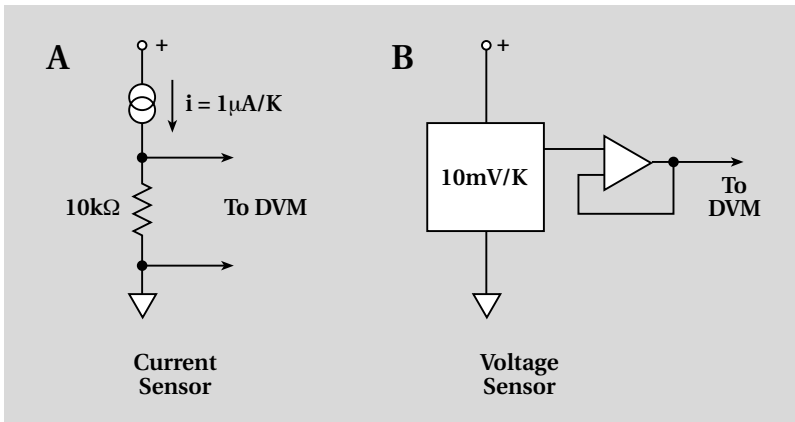 A
+
i = 1µA/K
10kΩ
To DVM
Current
Sensor
B
+
10mV/K
To
DVM
Voltage
Sensor